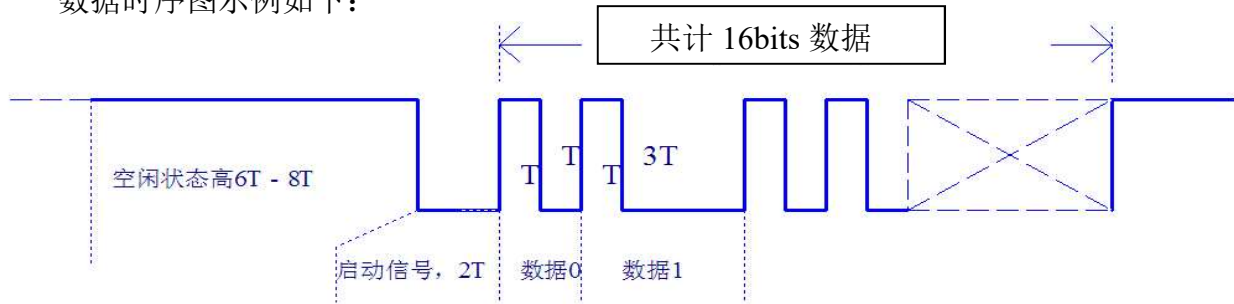 数据时序图示例如下：
共计 16bits 数据
T
T
T
3T
空闲状态高6T - 8T
启动信号，2T
数据0
数据1